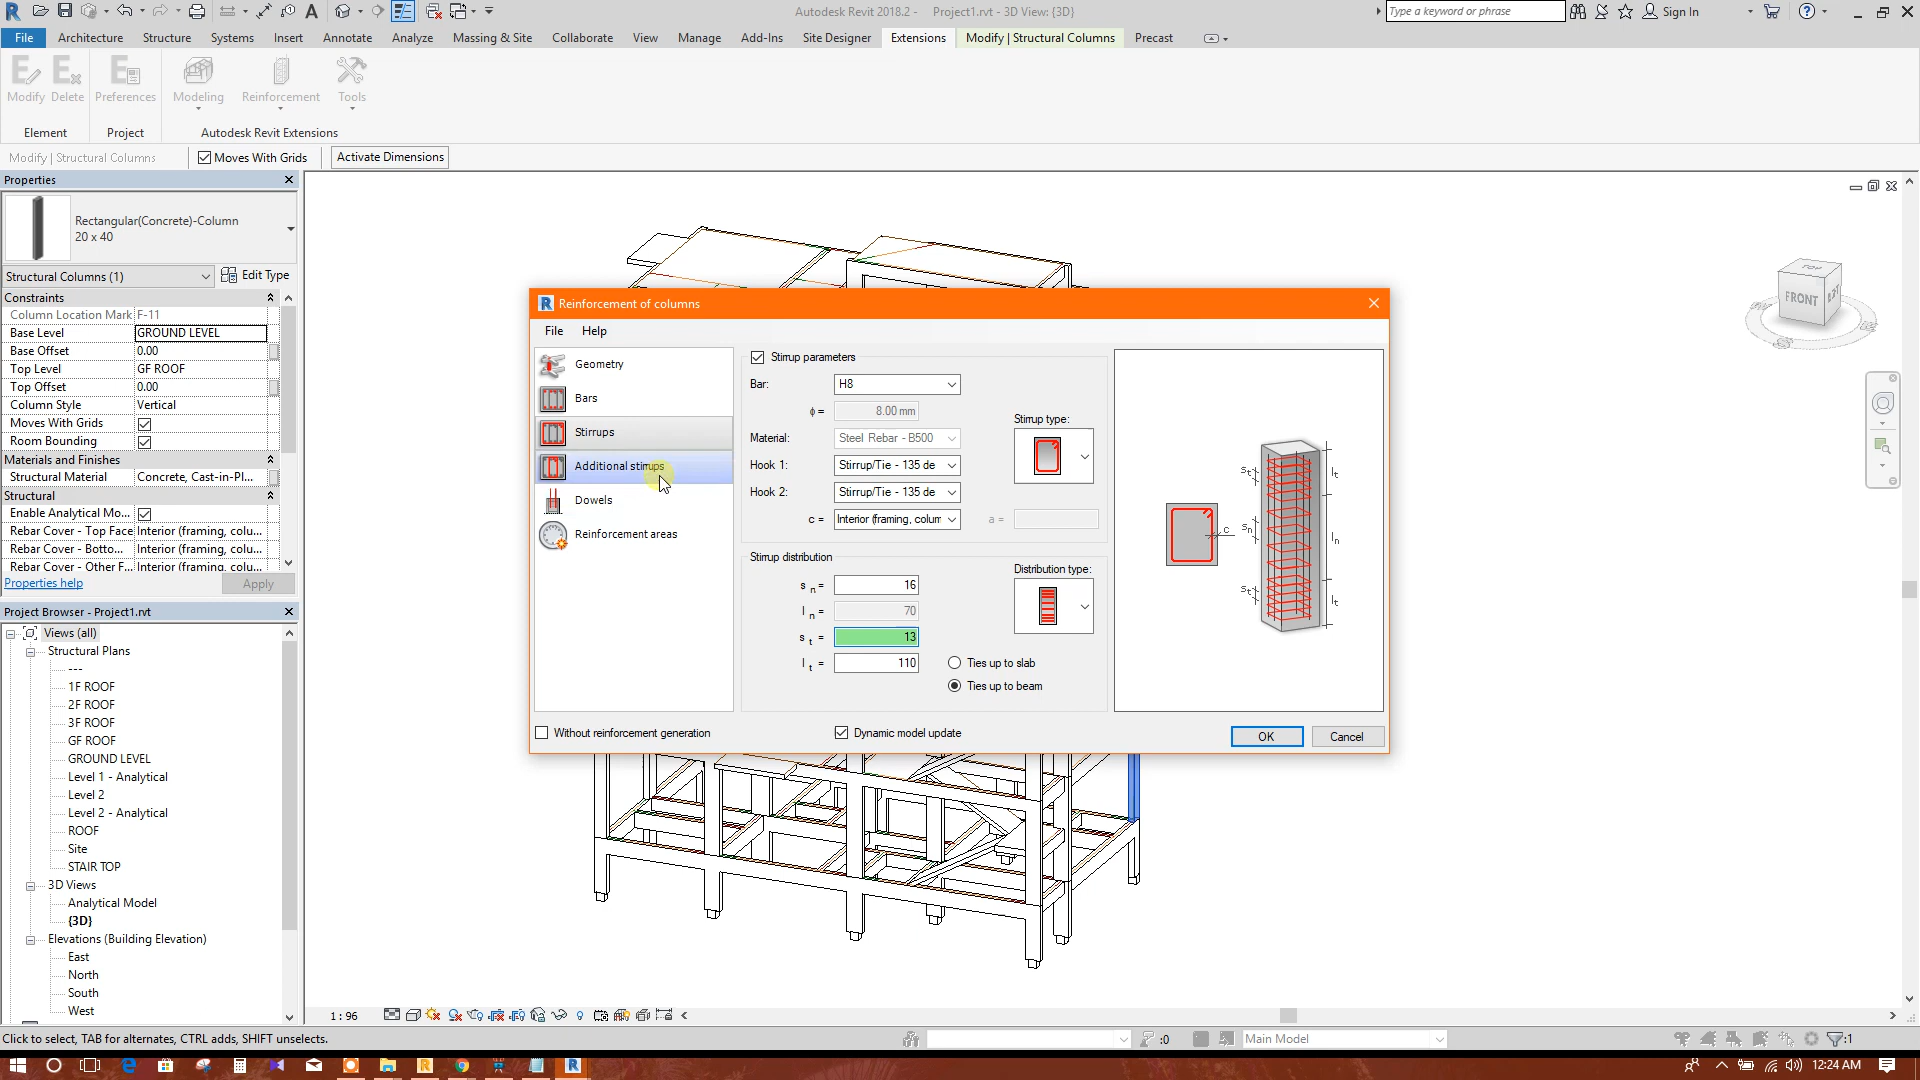 Autodesk Revit 2018.2 -    Project1.rvt - 3D View: {3D}
Type a keyword or phrase
Sign In
File Architecture Structure Systems Insert Annotate Analyze Massing & Site Collaborate View Manage Add-Ins Site Designer Extensions Modify | Structural Columns Precast
Modify Delete Preferences Modeling Reinforcement Tools
Element Project Autodesk Revit Extensions
Modify | Structural Columns Moves With Grids Activate Dimensions
Properties
Rectangular(Concrete)-Column
20 x 40
Structural Columns (1) Edit Type
Constraints
Column Location Mark F-11
Base Level GROUND LEVEL
Base Offset 0.00
Top Level GF ROOF
Top Offset 0.00
Column Style Vertical
Moves With Grids
Room Bounding
Materials and Finishes
Structural Material Concrete, Cast-in-Pl...
Structural
Enable Analytical Mo...
Rebar Cover - Top Face Interior (framing, colu...
Rebar Cover - Botto... Interior (framing, colu...
Rebar Cover - Other F... Interior (framing, colu...
Properties help Apply
Project Browser - Project1.rvt
Views (all)
Structural Plans
---
1F ROOF
2F ROOF
3F ROOF
GF ROOF
GROUND LEVEL
Level 1 - Analytical
Level 2
Level 2 - Analytical
ROOF
Site
STAIR TOP
3D Views
Analytical Model
{3D}
Elevations (Building Elevation)
East
North
South
West
Reinforcement of columns
File Help
Geometry
Bars
Stirrups
Additional stirrups
Dowels
Reinforcement areas
Stirrup parameters
Bar: H8
ϕ = 8.00 mm
Material: Steel Rebar - B500
Hook 1: Stirrup/Tie - 135 de
Hook 2: Stirrup/Tie - 135 de
c = Interior (framing, colum
a =
Stirrup type:
Stirrup distribution
s n = 16
l n = 70
s t = 13
l t = 110
Distribution type:
Ties up to slab
Ties up to beam
c
st
sn
st
lt
ln
lt
Without reinforcement generation Dynamic model update OK Cancel
TOP
FRONT
1 : 96
Click to select, TAB for alternates, CTRL adds, SHIFT unselects.
:0
Main Model
:1
12:24 AM